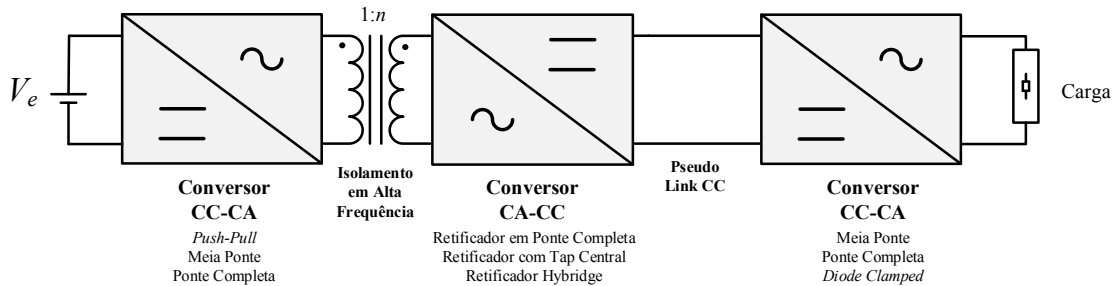 1:n
V_e
Carga
Isolamento
em Alta
Frequência
Pseudo
Link CC
Conversor
CC-CA
Push-Pull
Meia Ponte
Ponte Completa
Conversor
CA-CC
Retificador em Ponte Completa
Retificador com Tap Central
Retificador Hybridge
Conversor
CC-CA
Meia Ponte
Ponte Completa
Diode Clamped